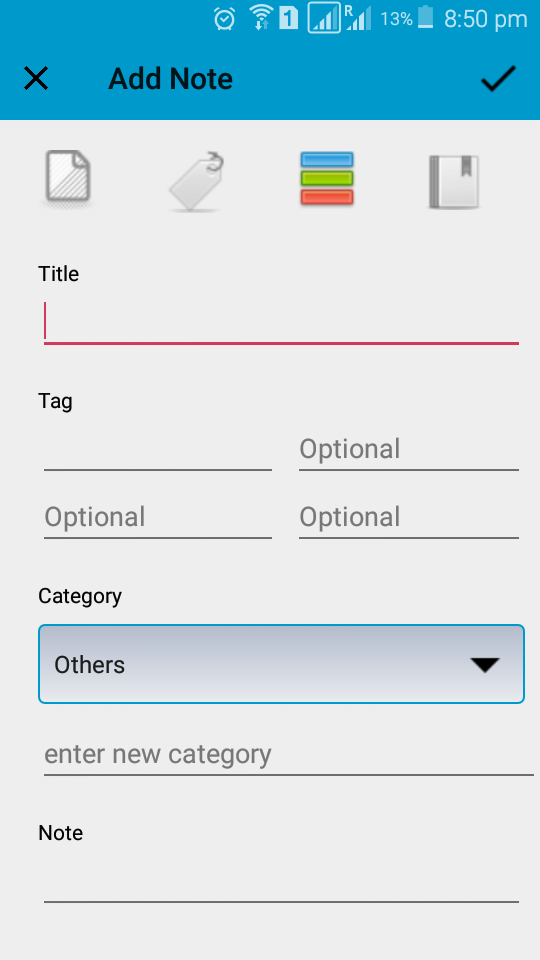 1 R 13% 8:50 pm
Add Note
Title
Tag
Optional
Optional Optional
Category
Others
enter new category
Note